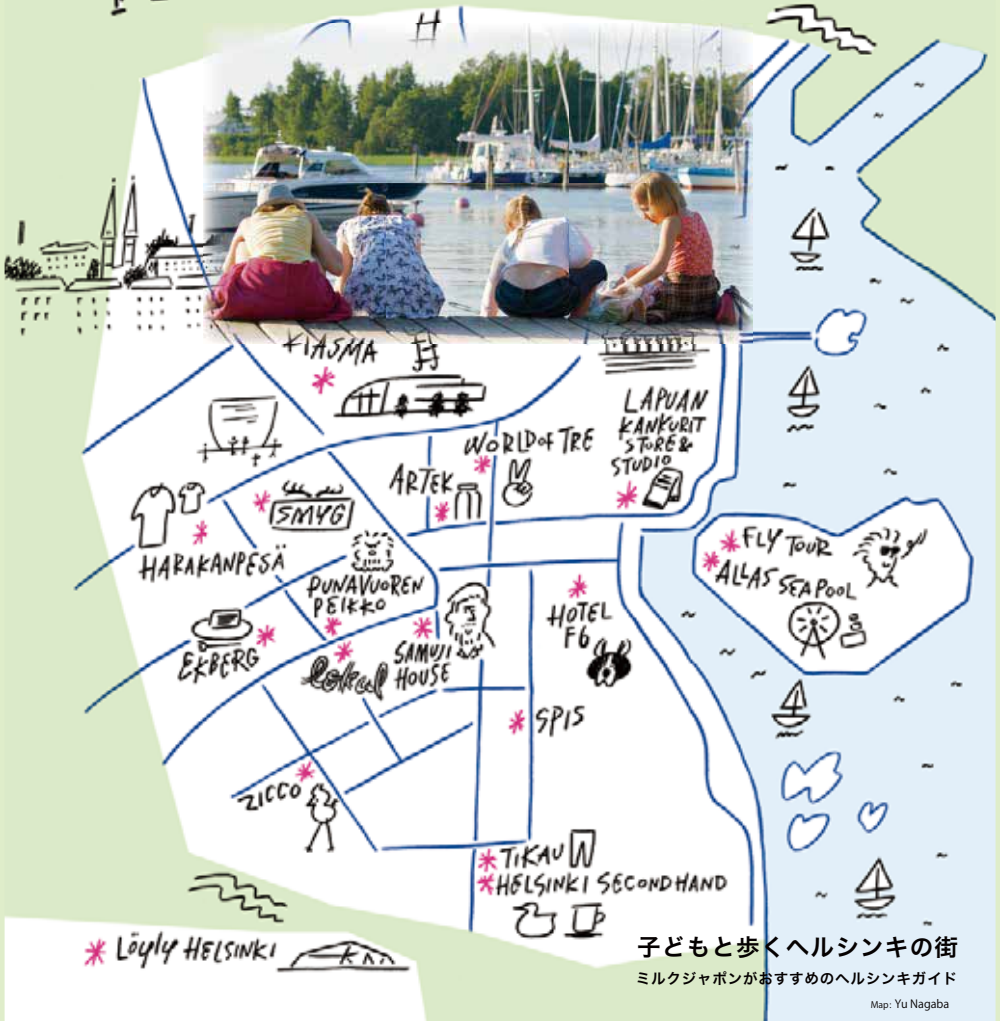 KIASMA
LAPUAN
KANKURIT
STORE &
STUDIO
WORLD of TRE
ARTEK
SMYG
HARAKANPESÄ
FLY TOUR
ALLAS SEA POOL
PUNAVUOREN
PEIKKO
HOTEL
F6
EKBERG
lokal
SAMUJI
HOUSE
SPIS
ZICCO
TIKAU
HELSINKI SECONDHAND
Löyly HELSINKI
子どもと歩くヘルシンキの街
ミルクジャポンがおすすめのヘルシンキガイド
Map: Yu Nagaba